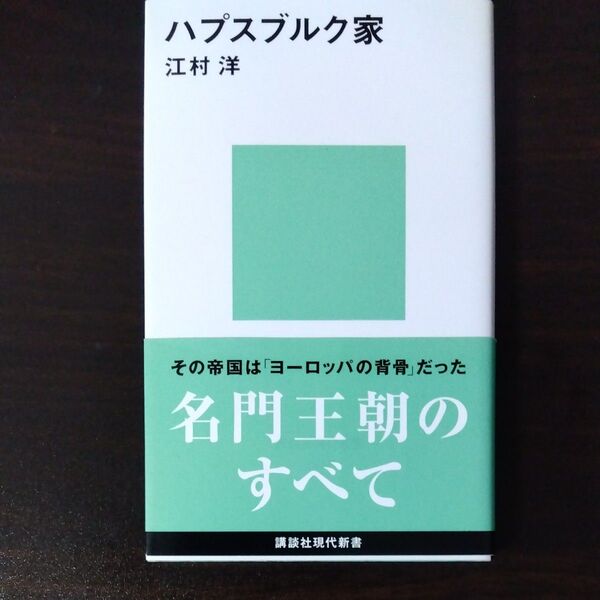 ハプスブルク家
江村 洋
その帝国は「ヨーロッパの背骨」だった
名門王朝の
すべて
講談社現代新書